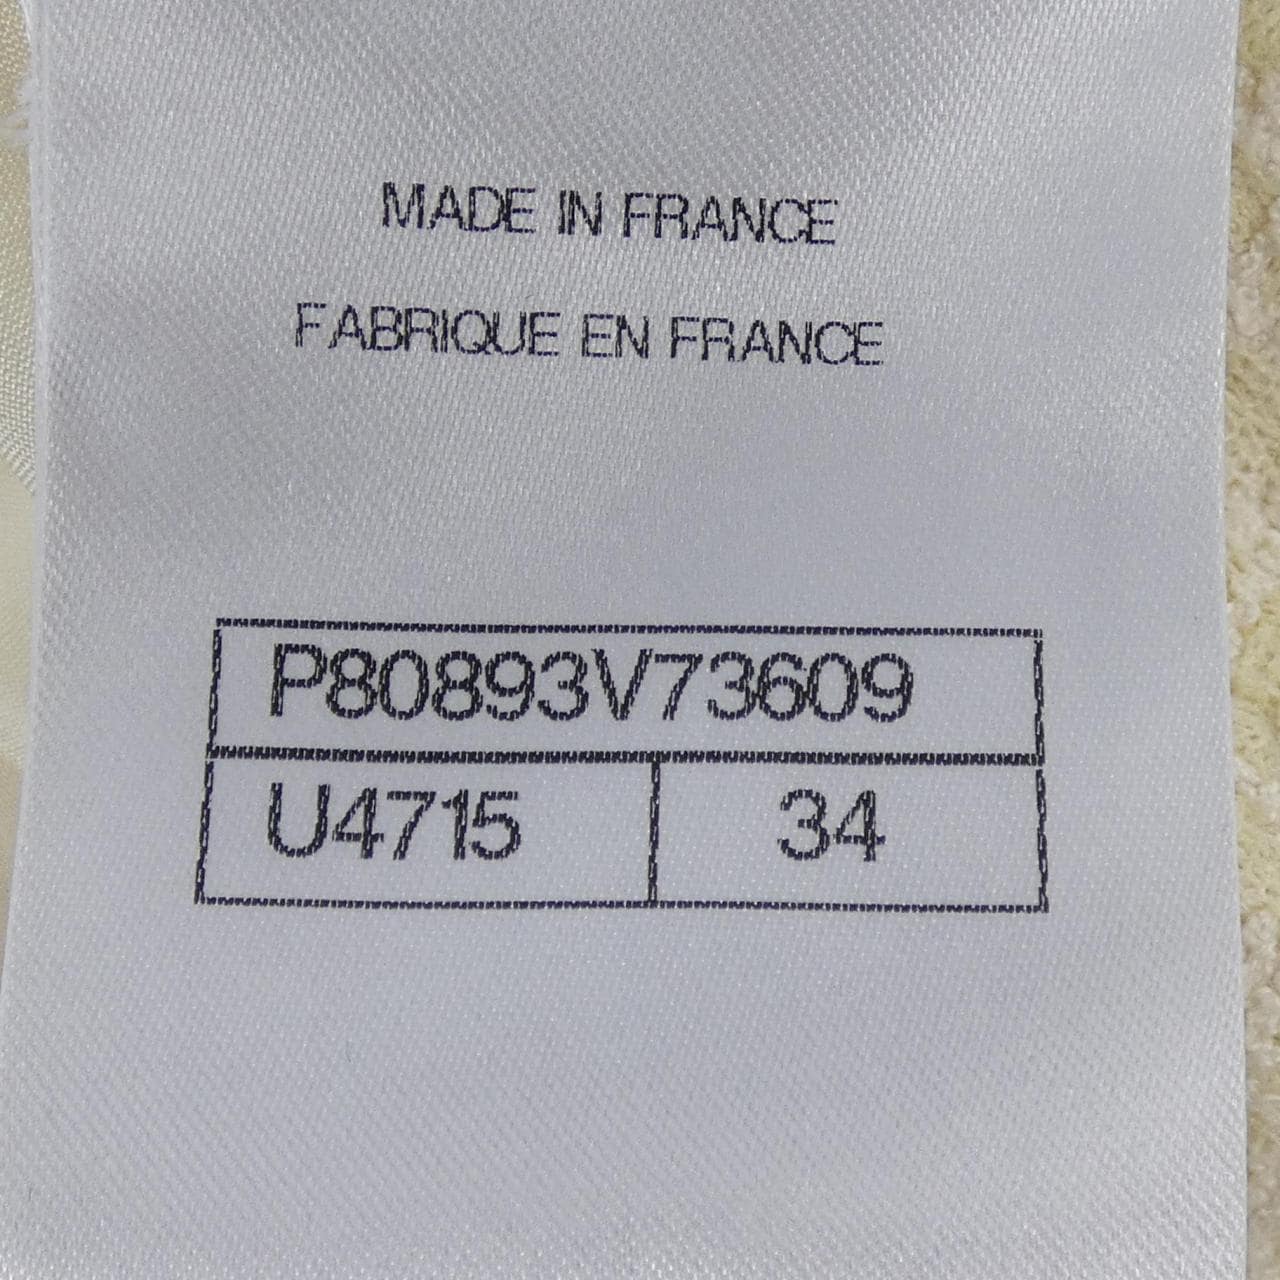 MADE IN FRANCE
FABRIQUE EN FRANCE
P80893V73609
U4715 34